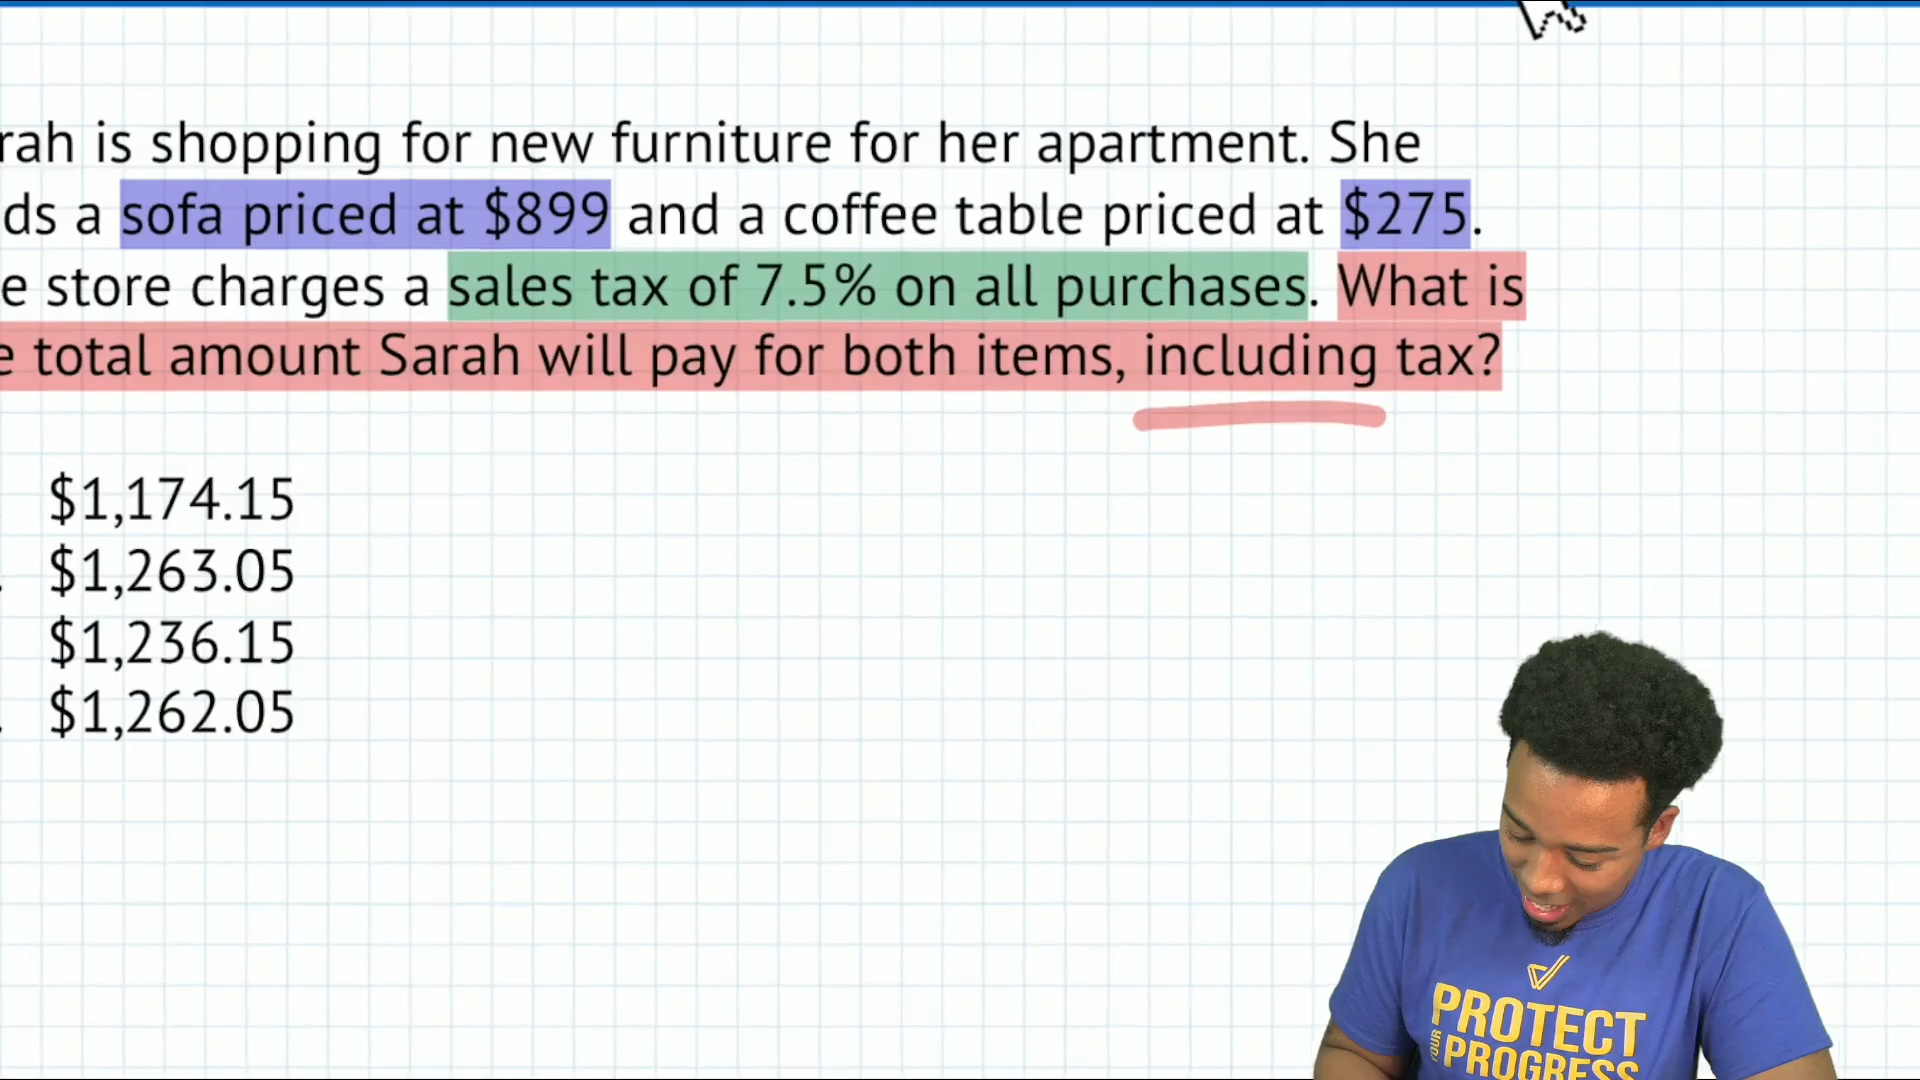 rah is shopping for new furniture for her apartment. She
ds a sofa priced at $899 and a coffee table priced at $275.
e store charges a sales tax of 7.5% on all purchases. What is
e total amount Sarah will pay for both items, including tax?
$1,174.15
. $1,263.05
$1,236.15
. $1,262.05
PROTECT
YOUR
PROGRESS